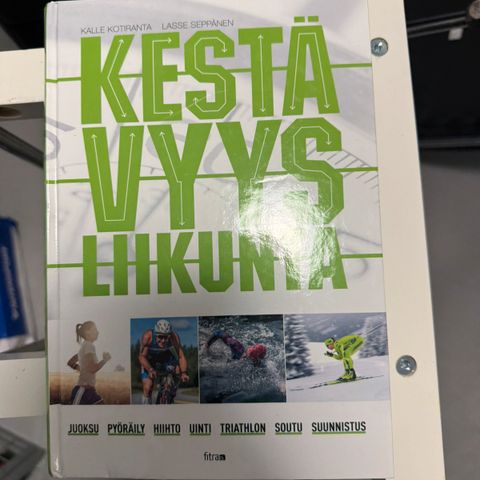 KALLE KOTIRANTA LASSE SEPPÄNEN
KESTÄ
VYYS
LIIKUNTA
JUOKSU PYÖRÄILY HIIHTO UINTI TRIATHLON SOUTU SUUNNISTUS
fitra